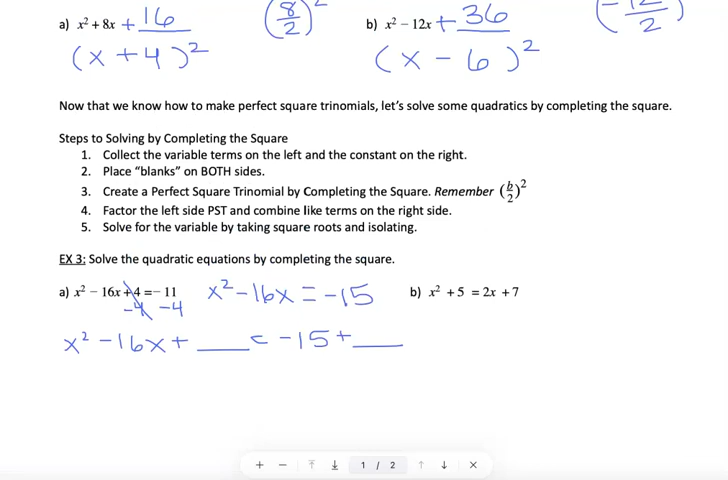 a) x² + 8x + 16 (8/2)² b) x² − 12x + 36 (−12/2)
(x + 4)² (x − 6)²
Now that we know how to make perfect square trinomials, let's solve some quadratics by completing the square.
Steps to Solving by Completing the Square
1. Collect the variable terms on the left and the constant on the right.
2. Place “blanks” on BOTH sides.
3. Create a Perfect Square Trinomial by Completing the Square. Remember (b/2)²
4. Factor the left side PST and combine like terms on the right side.
5. Solve for the variable by taking square roots and isolating.
EX 3: Solve the quadratic equations by completing the square.
a) x² − 16x + 4 = − 11 x² − 16x = −15 b) x² + 5 = 2x + 7
−4 −4
x² − 16x + ___ = −15 + ___
1 / 2